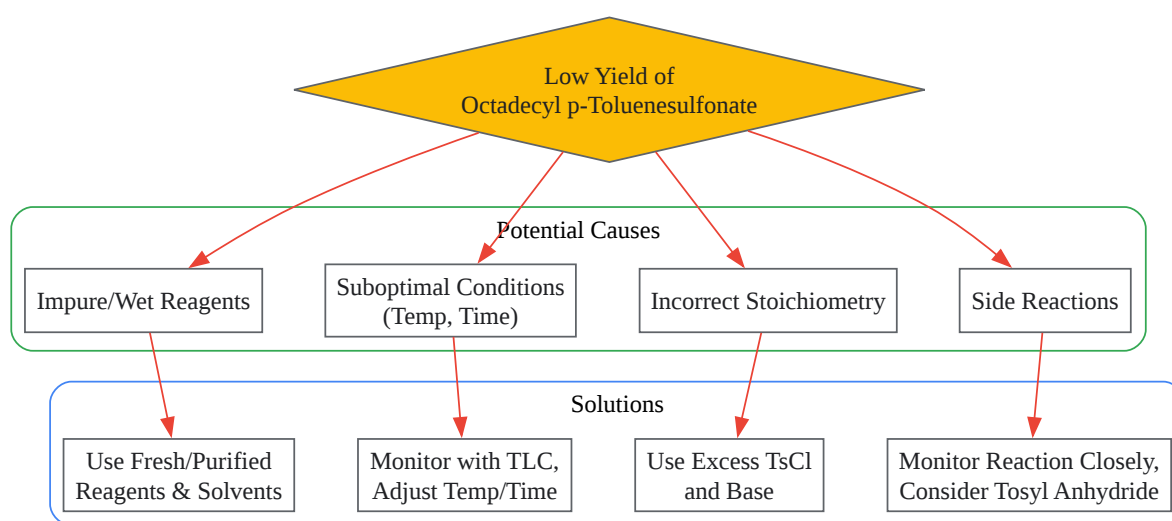 Low Yield of
Octadecyl p-Toluenesulfonate
Potential Causes
Impure/Wet Reagents
Suboptimal Conditions
(Temp, Time)
Incorrect Stoichiometry
Side Reactions
Solutions
Use Fresh/Purified
Reagents & Solvents
Monitor with TLC,
Adjust Temp/Time
Use Excess TsCl
and Base
Monitor Reaction Closely,
Consider Tosyl Anhydride